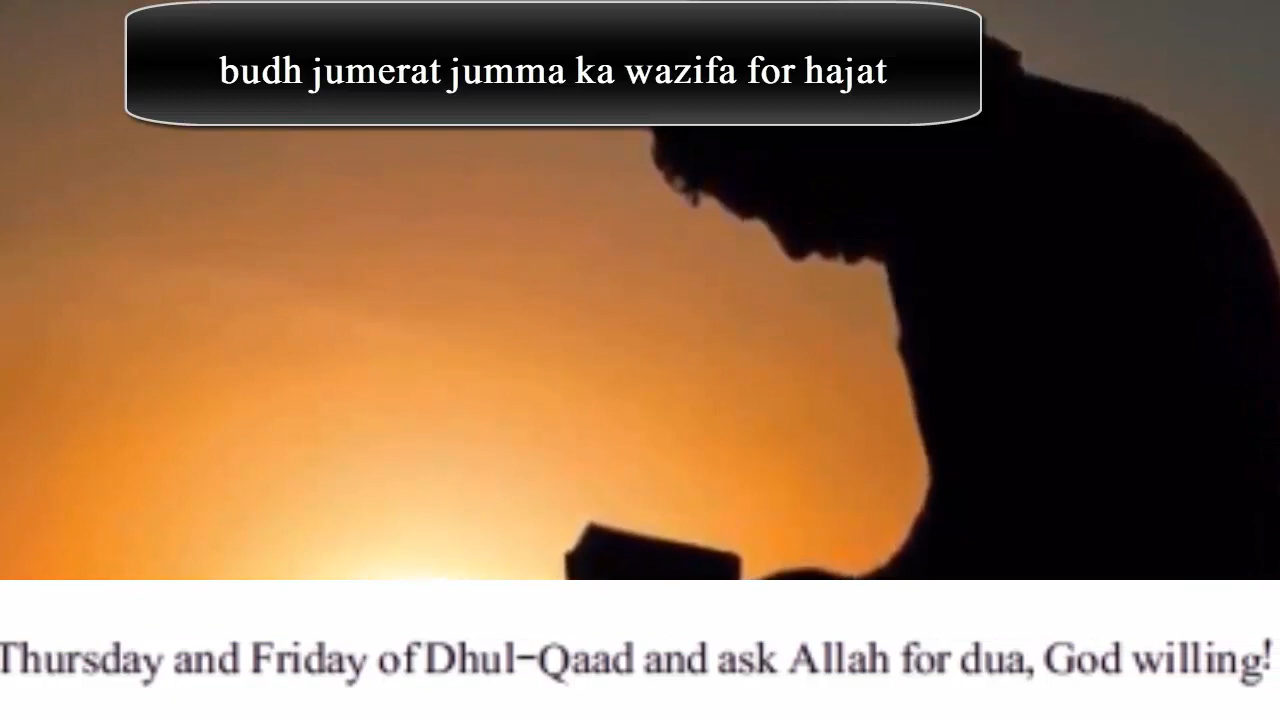 budh jumerat jumma ka wazifa for hajat
Thursday and Friday of Dhul-Qaad and ask Allah for dua, God willing!